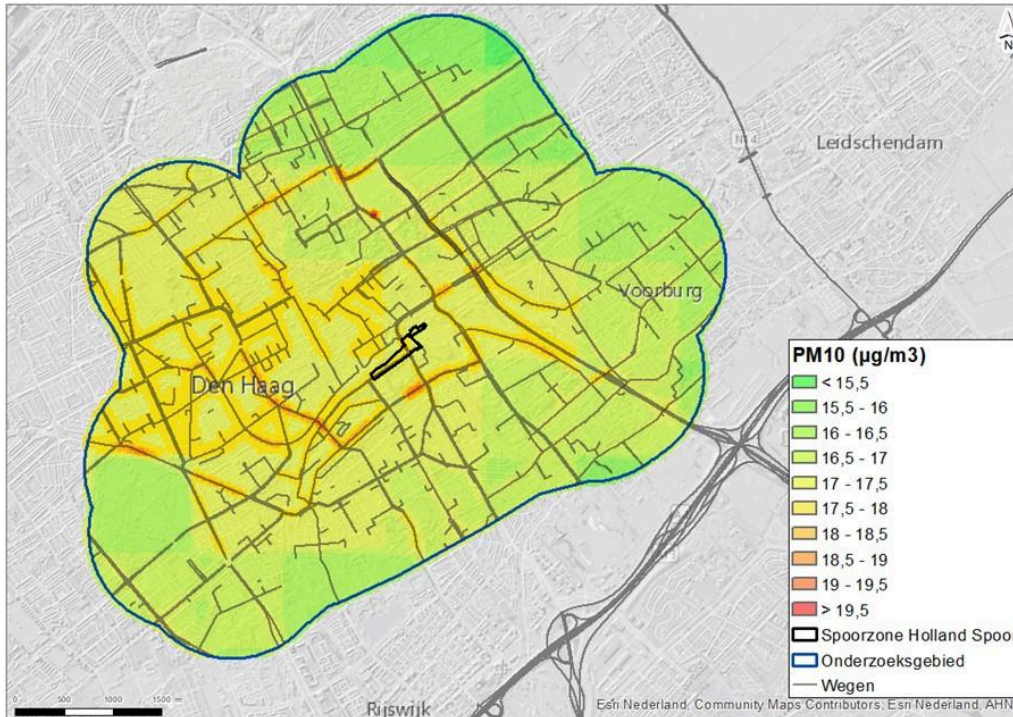 N
Leidschendam
N14
Voorburg
Den Haag
Rijswijk
PM10 (µg/m3)
< 15,5
15,5 - 16
16 - 16,5
16,5 - 17
17 - 17,5
17,5 - 18
18 - 18,5
18,5 - 19
19 - 19,5
> 19,5
Spoorzone Holland Spoor
Onderzoeksgebied
Wegen
0 500 1000 1500 m
Esri Nederland, Community Maps Contributors, Esri Nederland, AHN